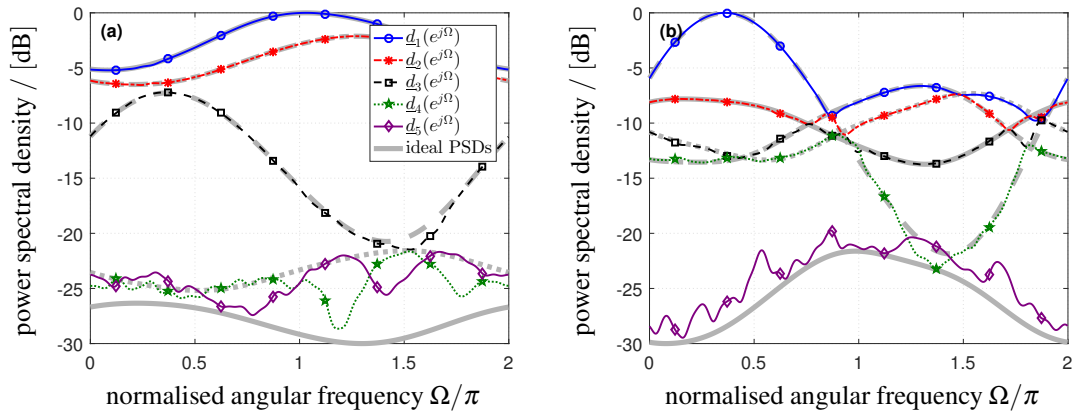 (a)
power spectral density / [dB]
0
-5
-10
-15
-20
-25
-30
0
0.5
1
1.5
2
normalised angular frequency Ω/π
d₁(e^{jΩ})
d₂(e^{jΩ})
d₃(e^{jΩ})
d₄(e^{jΩ})
d₅(e^{jΩ})
ideal PSDs
(b)
power spectral density / [dB]
0
-5
-10
-15
-20
-25
-30
0
0.5
1
1.5
2
normalised angular frequency Ω/π